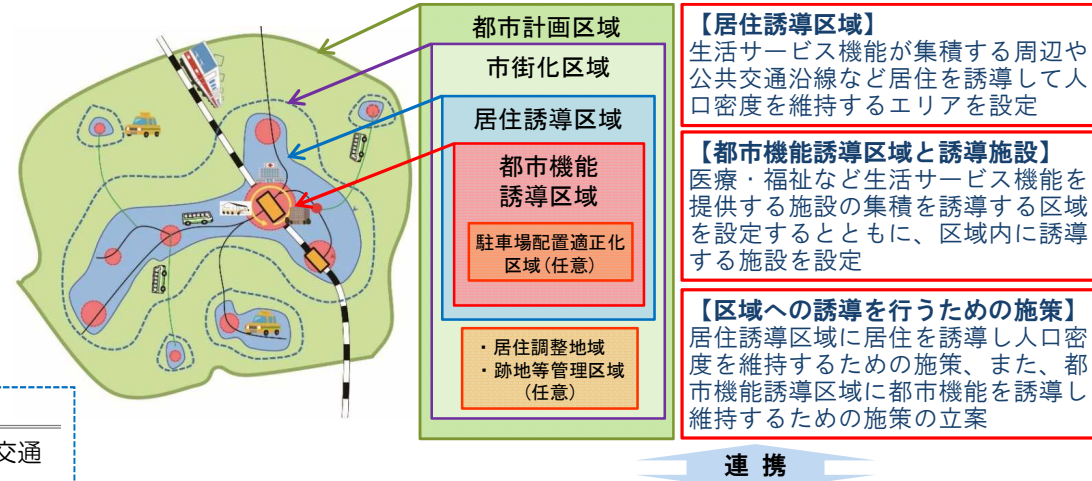 都市計画区域
市街化区域
居住誘導区域
都市機能
誘導区域
駐車場配置適正化
区域(任意)
・居住調整地域
・跡地等管理区域
(任意)
【居住誘導区域】
生活サービス機能が集積する周辺や
公共交通沿線など居住を誘導して人
口密度を維持するエリアを設定
【都市機能誘導区域と誘導施設】
医療・福祉など生活サービス機能を
提供する施設の集積を誘導する区域
を設定するとともに、区域内に誘導
する施設を設定
【区域への誘導を行うための施策】
居住誘導区域に居住を誘導し人口密
度を維持するための施策、また、都
市機能誘導区域に都市機能を誘導し
維持するための施策の立案
交通
連携